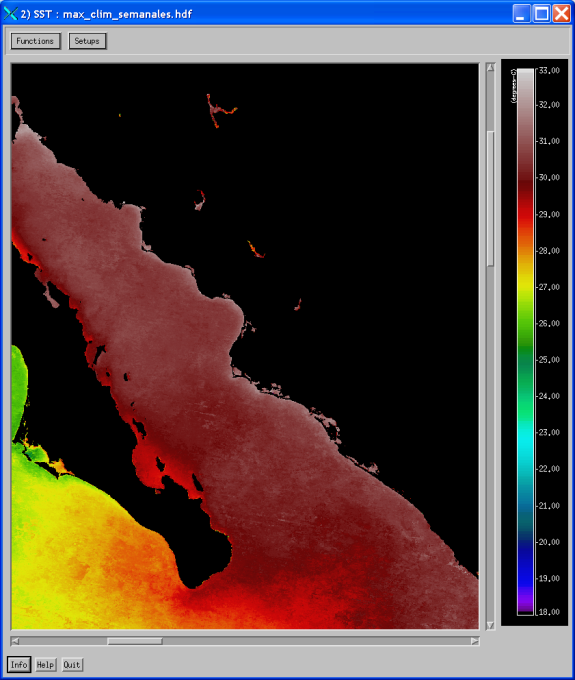 2) SST : max_clim_semanales.hdf
Functions
Setups
(degrees-C)
33.00
32.00
31.00
30.00
29.00
28.00
27.00
26.00
25.00
24.00
23.00
22.00
21.00
20.00
19.00
18.00
Info
Help
Quit